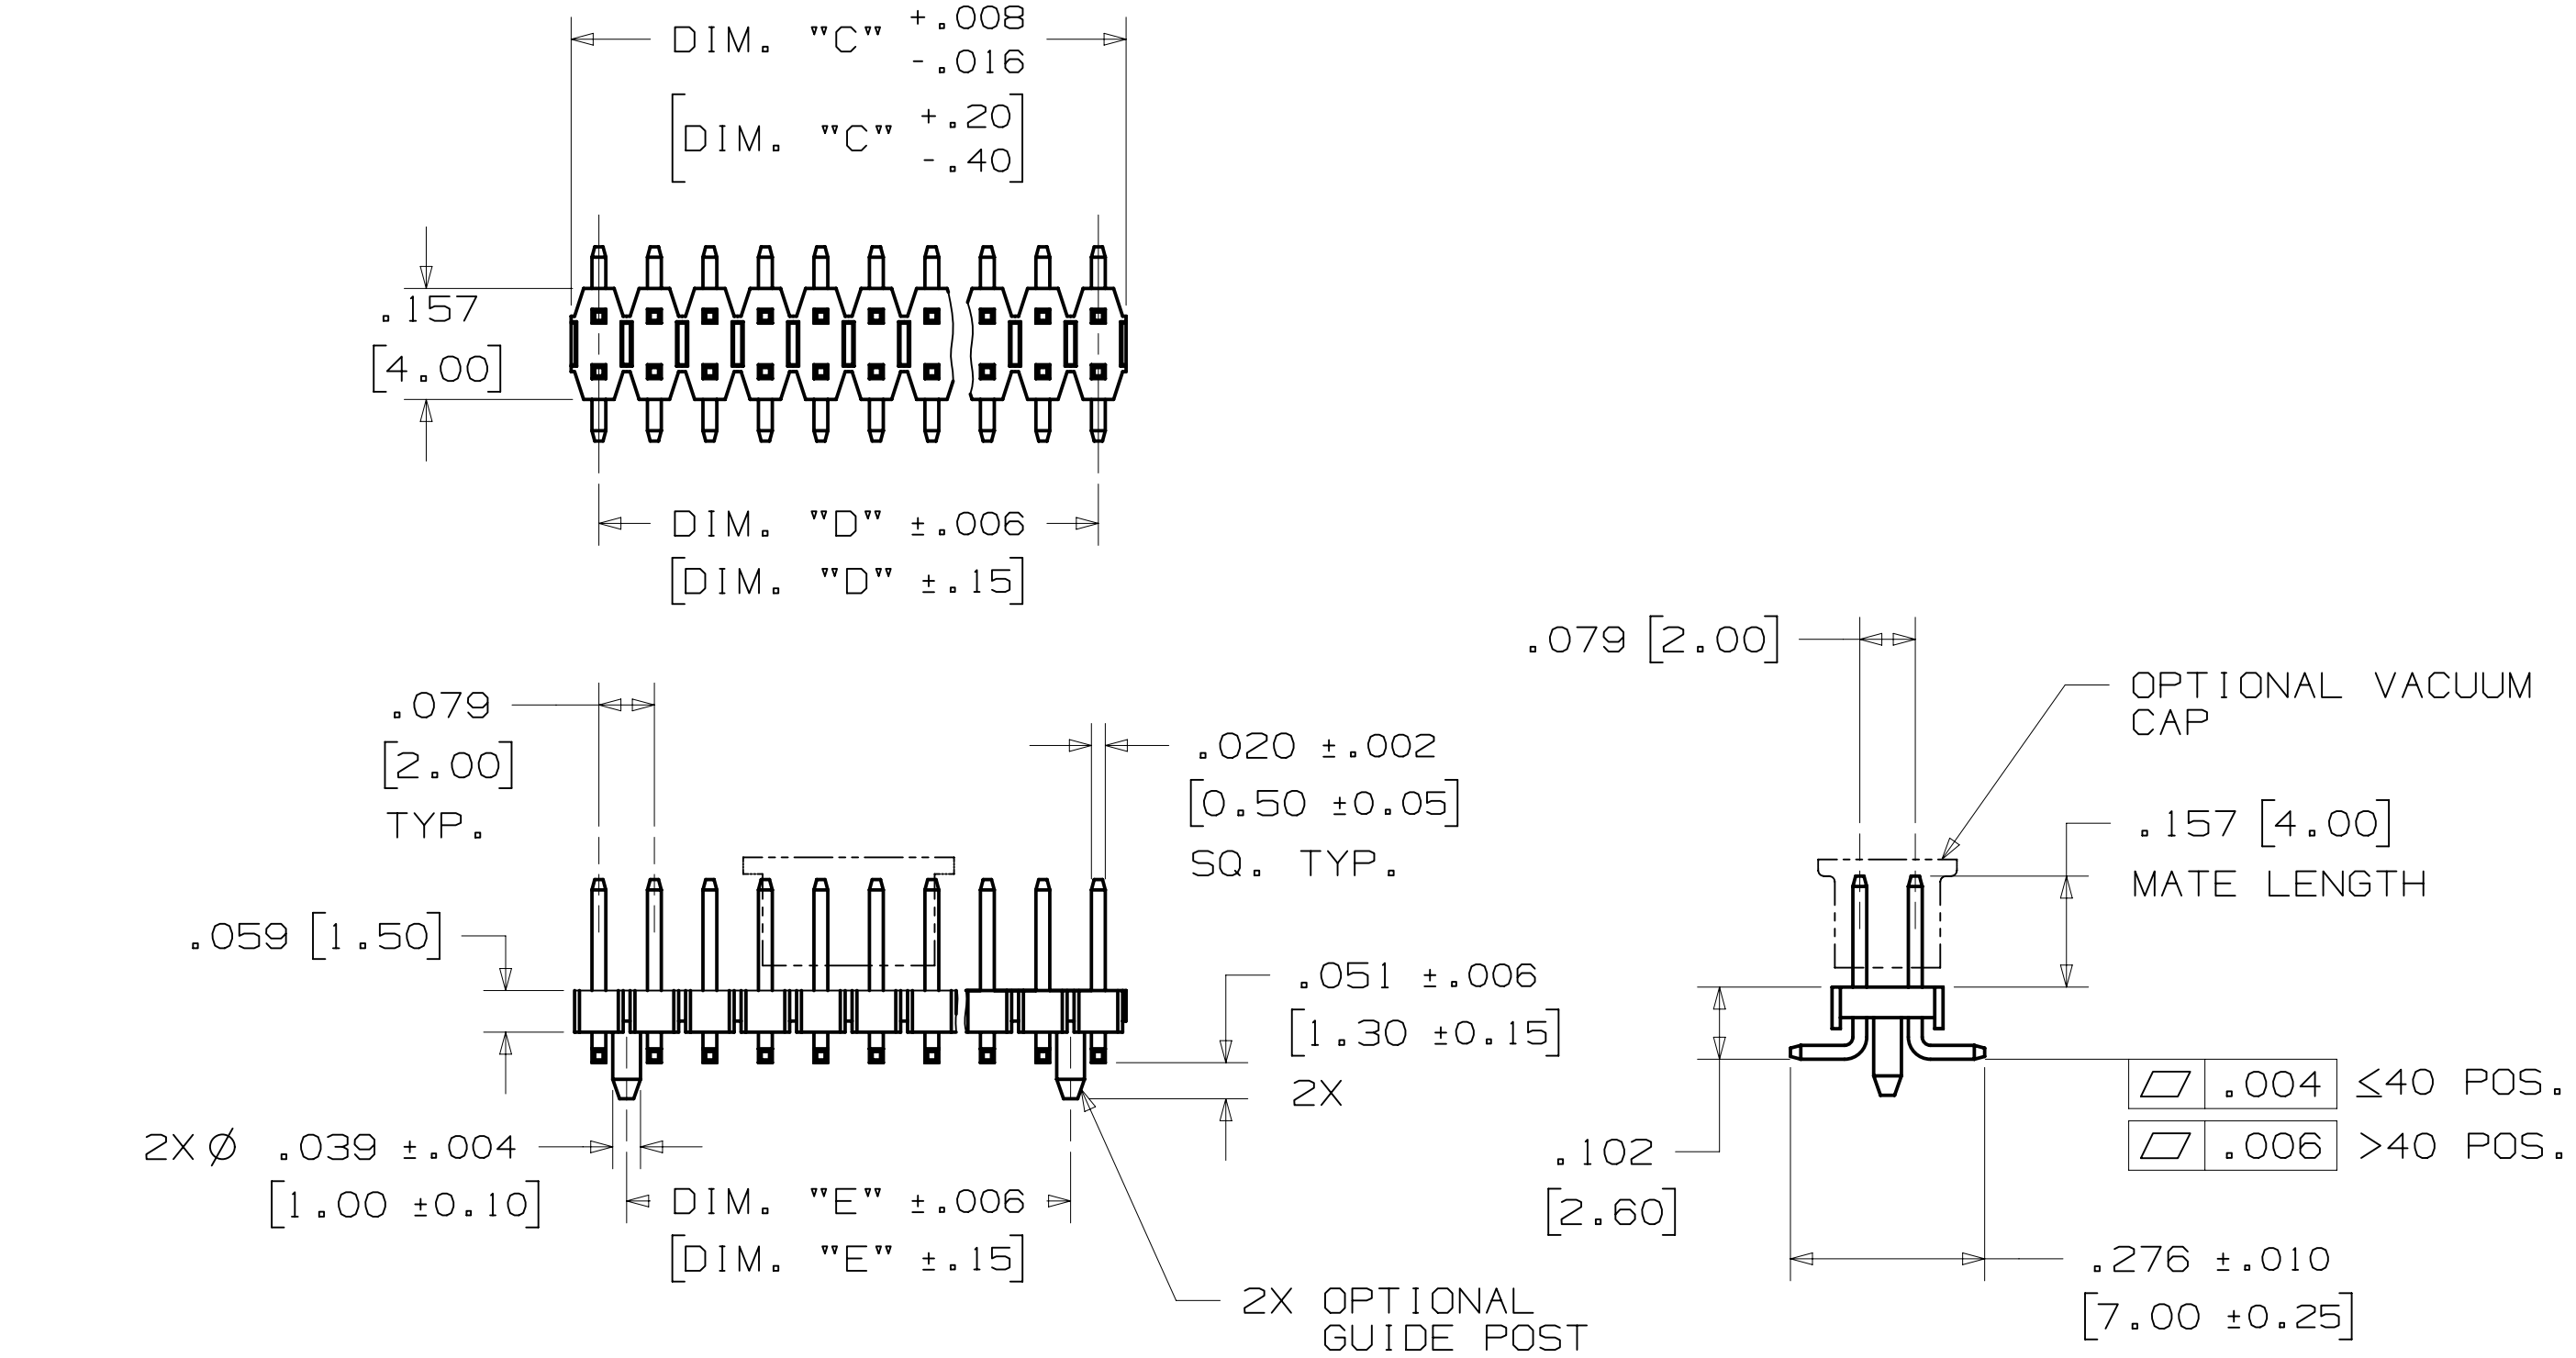 DIM. "C" +.008
-.016
[DIM. "C" +.20
-.40]
.157
[4.00]
DIM. "D" ±.006
[DIM. "D" ±.15]
.079 [2.00]
OPTIONAL VACUUM
CAP
.079
[2.00]
TYP.
.020 ±.002
[0.50 ±0.05]
SQ. TYP.
.157 [4.00]
MATE LENGTH
.059 [1.50]
.051 ±.006
[1.30 ±0.15]
2X
⏥ .004 ≤40 POS.
⏥ .006 >40 POS.
2X Ø .039 ±.004
[1.00 ±0.10]
DIM. "E" ±.006
[DIM. "E" ±.15]
.102
[2.60]
.276 ±.010
[7.00 ±0.25]
2X OPTIONAL
GUIDE POST